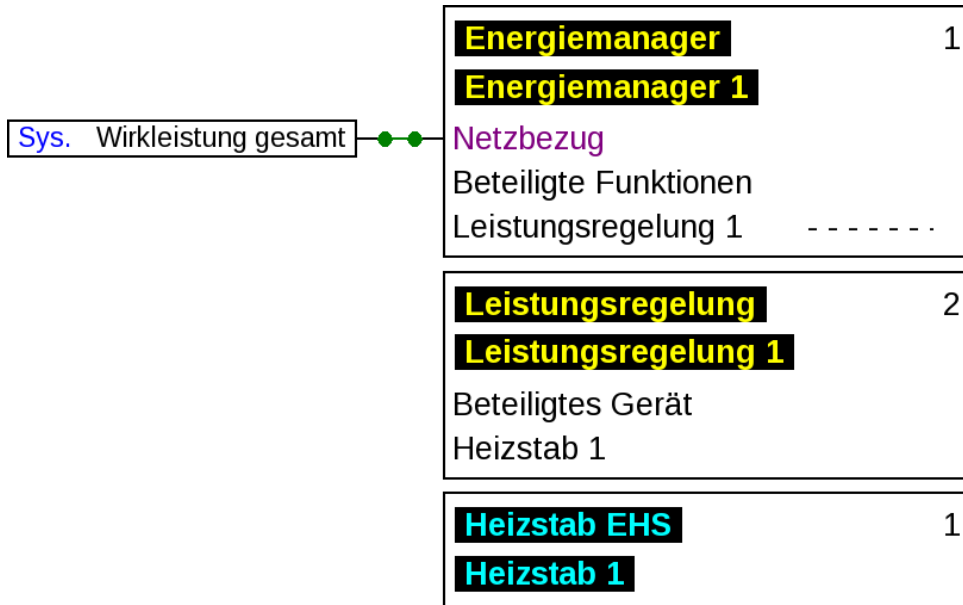 Energiemanager 1
Energiemanager 1
Sys. Wirkleistung gesamt
Netzbezug
Beteiligte Funktionen
Leistungsregelung 1 - - - - - - -
Leistungsregelung 2
Leistungsregelung 1
Beteiligtes Gerät
Heizstab 1
Heizstab EHS 1
Heizstab 1